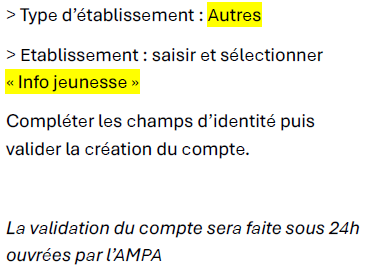 > Type d’établissement : Autres
> Etablissement : saisir et sélectionner
« Info jeunesse »
Compléter les champs d’identité puis
valider la création du compte.
La validation du compte sera faite sous 24h
ouvrées par l’AMPA